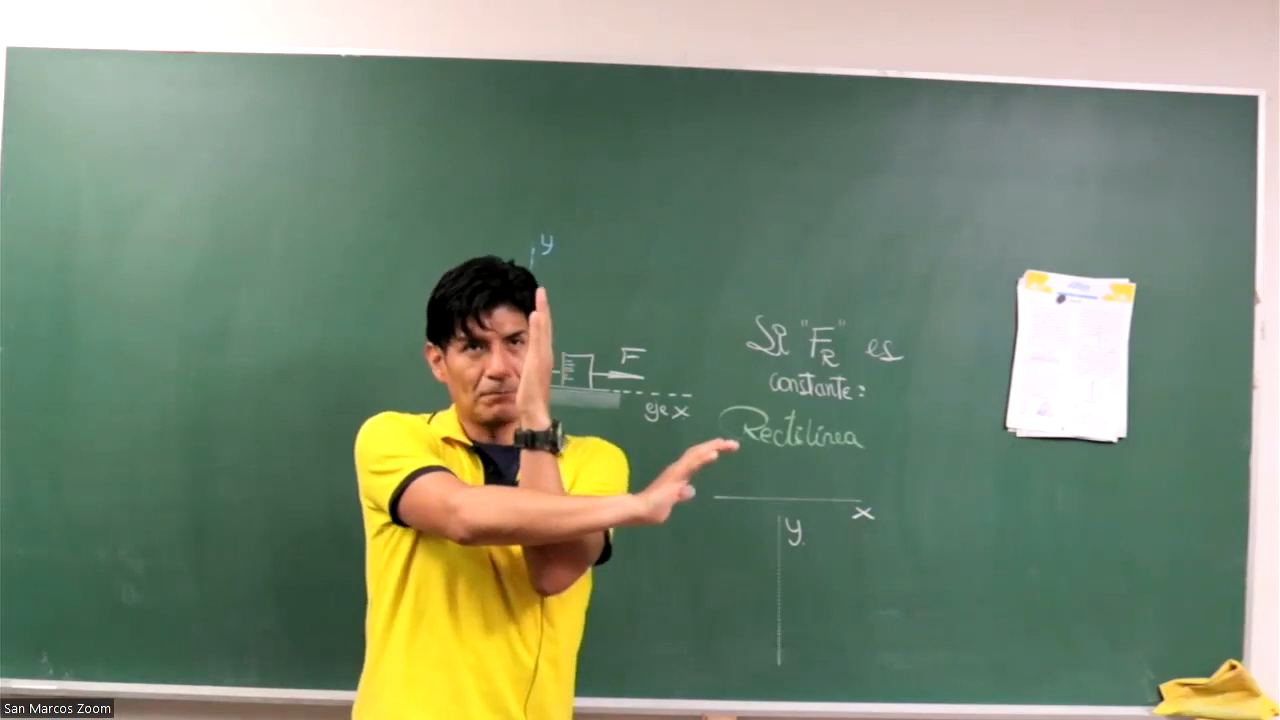 y
F
eje x
Si "FR" es
constante:
Rectilínea
x
y
San Marcos Zoom